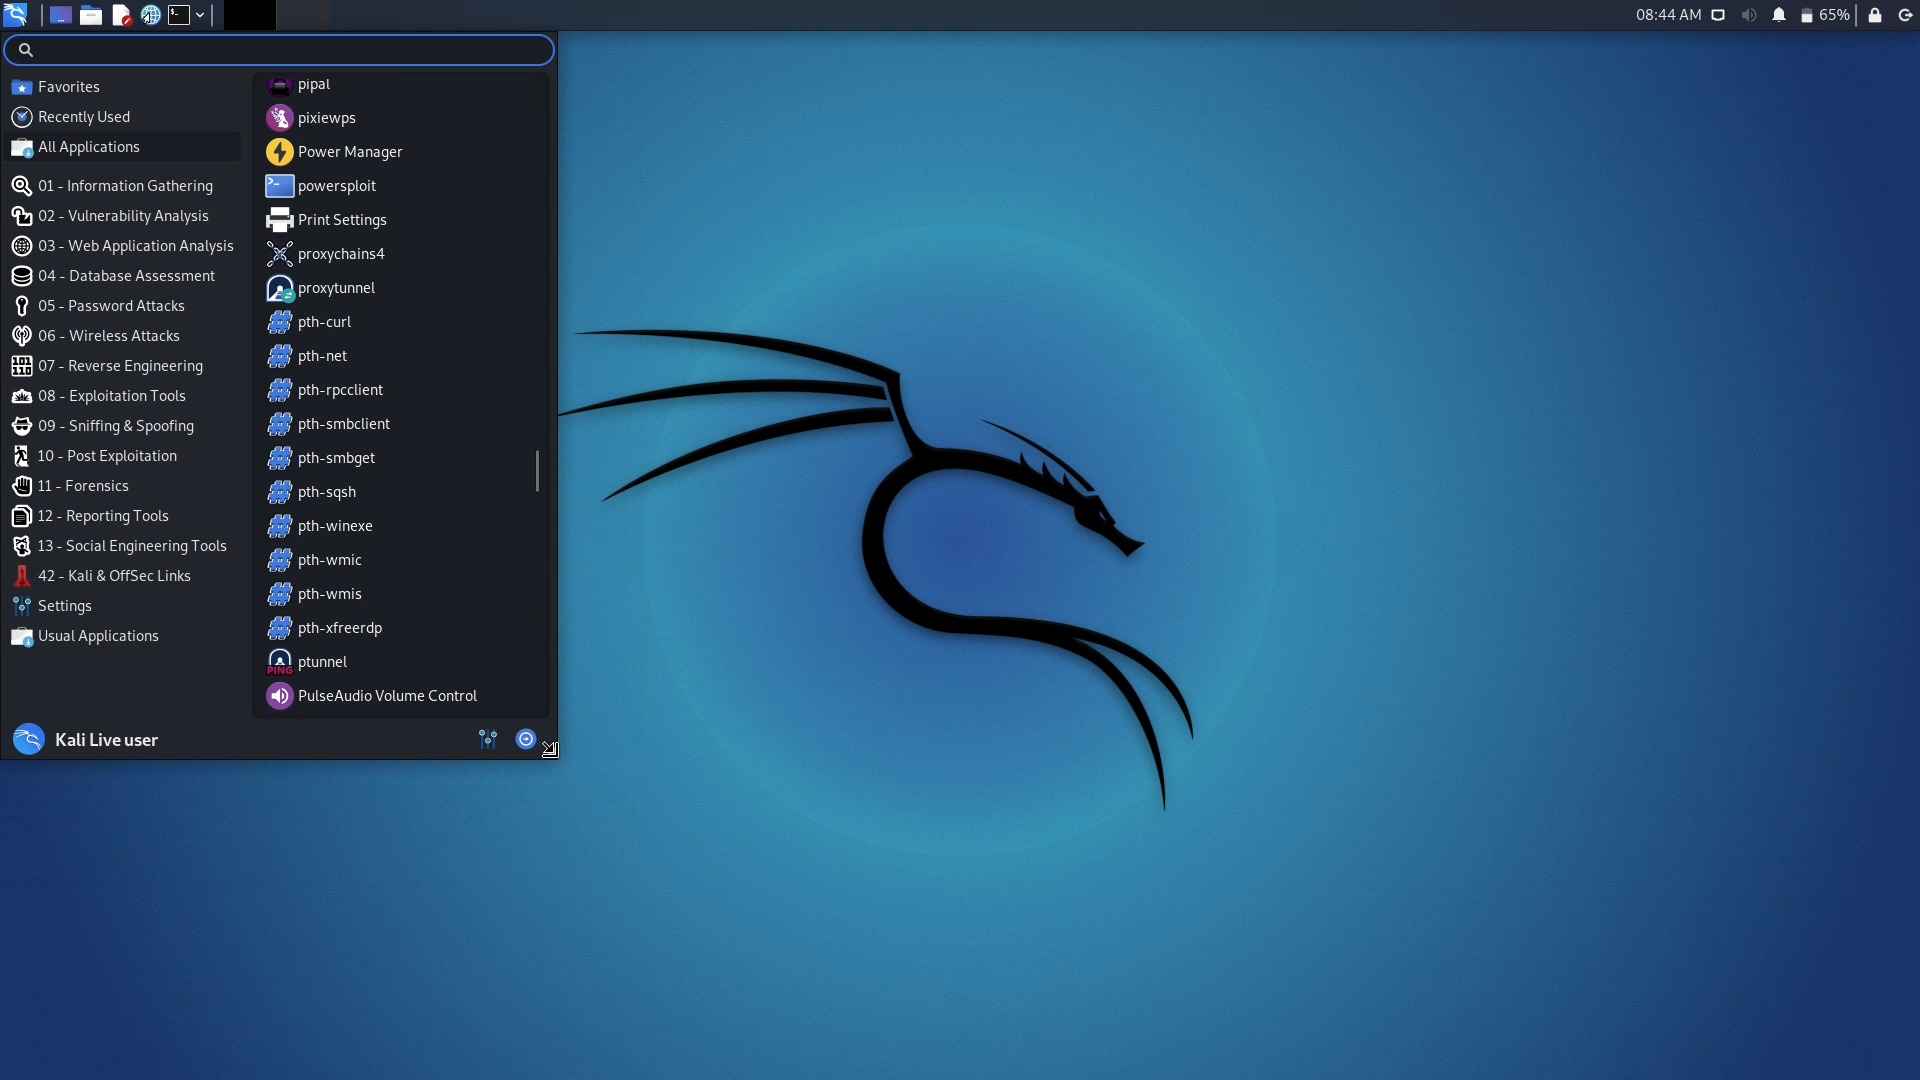 08:44 AM
65%
Favorites
Recently Used
All Applications
01 - Information Gathering
02 - Vulnerability Analysis
03 - Web Application Analysis
04 - Database Assessment
05 - Password Attacks
06 - Wireless Attacks
07 - Reverse Engineering
08 - Exploitation Tools
09 - Sniffing & Spoofing
10 - Post Exploitation
11 - Forensics
12 - Reporting Tools
13 - Social Engineering Tools
42 - Kali & OffSec Links
Settings
Usual Applications
pipal
pixiewps
Power Manager
powersploit
Print Settings
proxychains4
proxytunnel
pth-curl
pth-net
pth-rpcclient
pth-smbclient
pth-smbget
pth-sqsh
pth-winexe
pth-wmic
pth-wmis
pth-xfreerdp
PING
ptunnel
PulseAudio Volume Control
Kali Live user